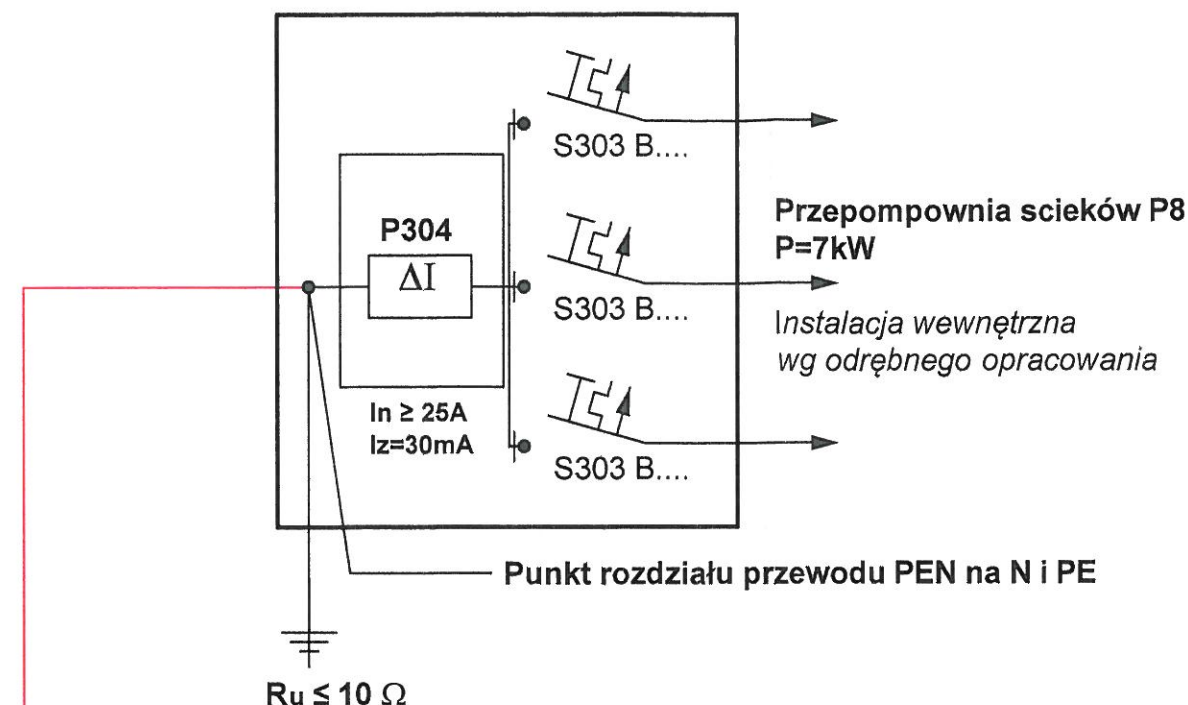 S303 B....
P304
ΔI
In ≥ 25A
Iz=30mA
S303 B....
S303 B....
Przepompownia scieków P8
P=7kW
Instalacja wewnętrzna
wg odrębnego opracowania
Punkt rozdziału przewodu PEN na N i PE
Ru ≤ 10 Ω